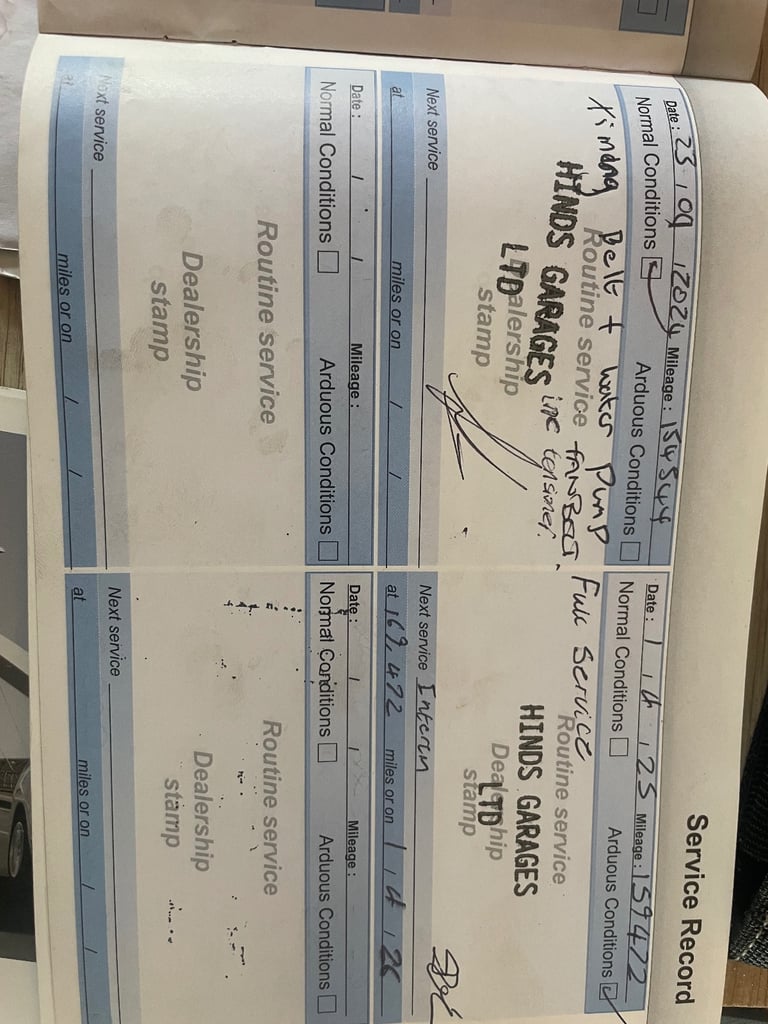 Service Record
Date: 23 / 09 / 2024 Mileage: 154544
Normal Conditions ☑ Arduous Conditions ☐
Timing Belt + water pump
Routine service FANBELT,
HINDS GARAGES inc tensioner.
LTD
Dealership
stamp
Next service
at miles or on / /
Date: 1 / 4 / 25 Mileage: 159472
Normal Conditions ☐ Arduous Conditions ☑
Full Service
Routine service
HINDS GARAGES
LTD
Dealership
stamp
Next service Interim
at 169,472 miles or on 1 / 4 / 26
Date: / / Mileage:
Normal Conditions ☐ Arduous Conditions ☐
Routine service
Dealership
stamp
Next service
at miles or on / /
Date: / / Mileage:
Normal Conditions ☐ Arduous Conditions ☐
Routine service
Dealership
stamp
Next service
at miles or on / /